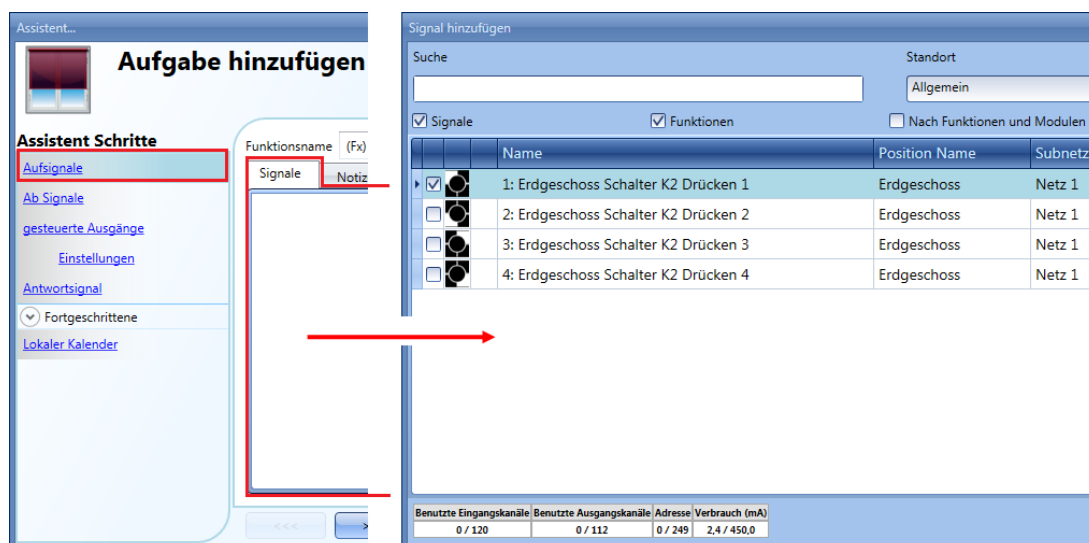 Assistent...
Aufgabe hinzufügen
Assistent Schritte
Aufsignale
Ab Signale
gesteuerte Ausgänge
Einstellungen
Antwortsignal
Fortgeschrittene
Lokaler Kalender
Funktionsname (Fx)
Signale Notiz
<<<
>
Signal hinzufügen
Suche Standort
Allgemein
Signale Funktionen Nach Funktionen und Modulen
Name Position Name Subnetz
1: Erdgeschoss Schalter K2 Drücken 1 Erdgeschoss Netz 1
2: Erdgeschoss Schalter K2 Drücken 2 Erdgeschoss Netz 1
3: Erdgeschoss Schalter K2 Drücken 3 Erdgeschoss Netz 1
4: Erdgeschoss Schalter K2 Drücken 4 Erdgeschoss Netz 1
Benutzte Eingangskanäle Benutzte Ausgangskanäle Adresse Verbrauch (mA)
0 / 120 0 / 112 0 / 249 2,4 / 450,0